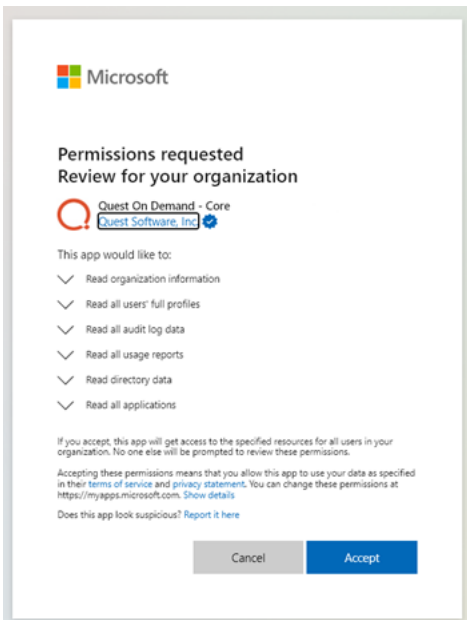 Microsoft
Permissions requested
Review for your organization
Quest On Demand - Core
Quest Software, Inc
This app would like to:
Read organization information
Read all users' full profiles
Read all audit log data
Read all usage reports
Read directory data
Read all applications
If you accept, this app will get access to the specified resources for all users in your
organization. No one else will be prompted to review these permissions.
Accepting these permissions means that you allow this app to use your data as specified
in their terms of service and privacy statement. You can change these permissions at
https://myapps.microsoft.com. Show details
Does this app look suspicious? Report it here
Cancel Accept